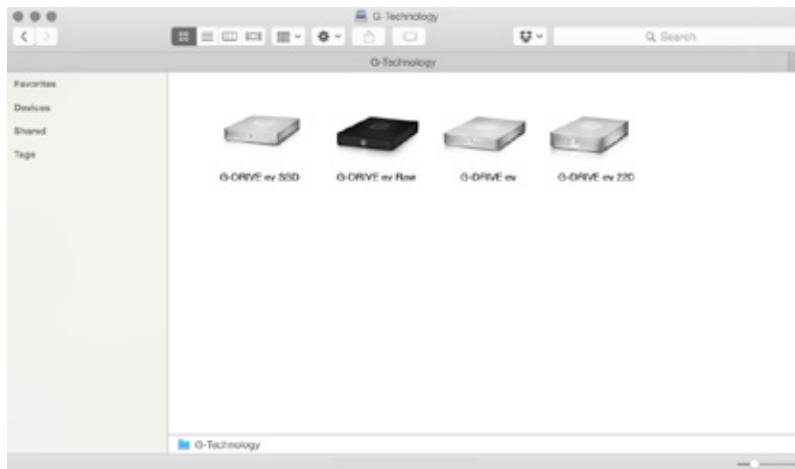 G-Technology
Search
G-Technology
Favorites
Devices
Shared
Tags
G-DRIVE ev SSD
G-DRIVE ev Raw
G-DRIVE ev
G-DRIVE ev 220
G-Technology